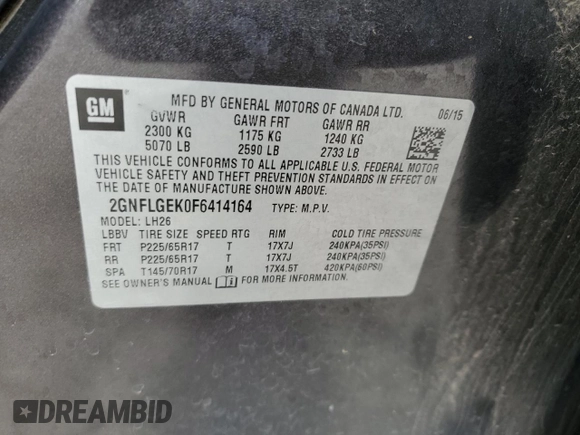 GM
MFD BY GENERAL MOTORS OF CANADA LTD. 06/15
GVWR GAWR FRT GAWR RR
2300 KG 1175 KG 1240 KG
5070 LB 2590 LB 2733 LB
THIS VEHICLE CONFORMS TO ALL APPLICABLE U.S. FEDERAL MOTOR
VEHICLE SAFETY AND THEFT PREVENTION STANDARDS IN EFFECT ON
THE DATE OF MANUFACTURE SHOWN ABOVE.
2GNFLGEK0F6414164 TYPE: M.P.V.
MODEL: LH26
LBBV TIRE SIZE SPEED RTG RIM COLD TIRE PRESSURE
FRT P225/65R17 T 17X7J 240KPA(35PSI)
RR P225/65R17 T 17X7J 240KPA(35PSI)
SPA T145/70R17 M 17X4.5T 420KPA(60PSI)
SEE OWNER'S MANUAL FOR MORE INFORMATION.
DREAMBID